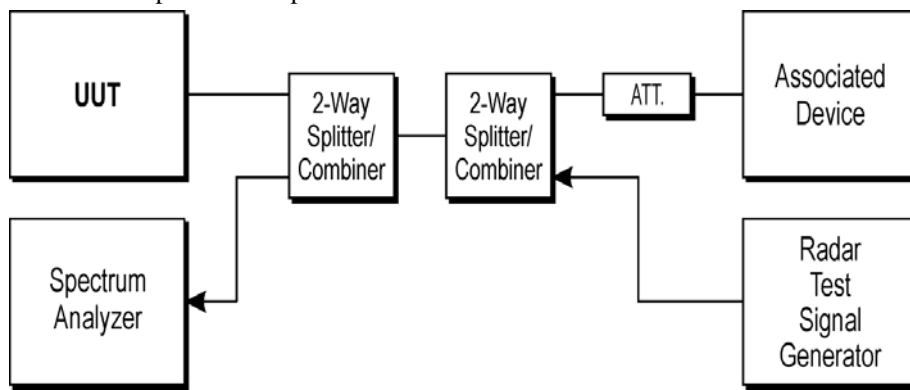 UUT
2-Way
Splitter/
Combiner
2-Way
Splitter/
Combiner
ATT.
Associated
Device
Spectrum
Analyzer
Radar
Test
Signal
Generator